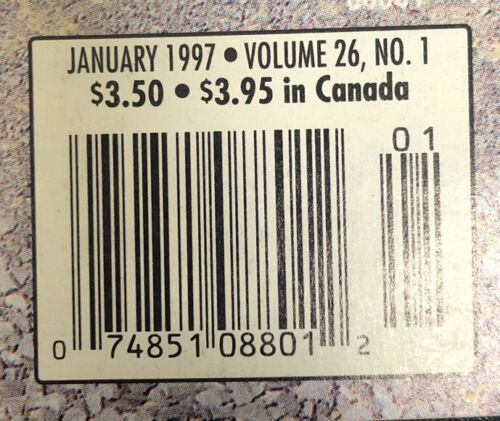 JANUARY 1997 • VOLUME 26, NO. 1
$3.50 • $3.95 in Canada
01
0 74851 08801 2